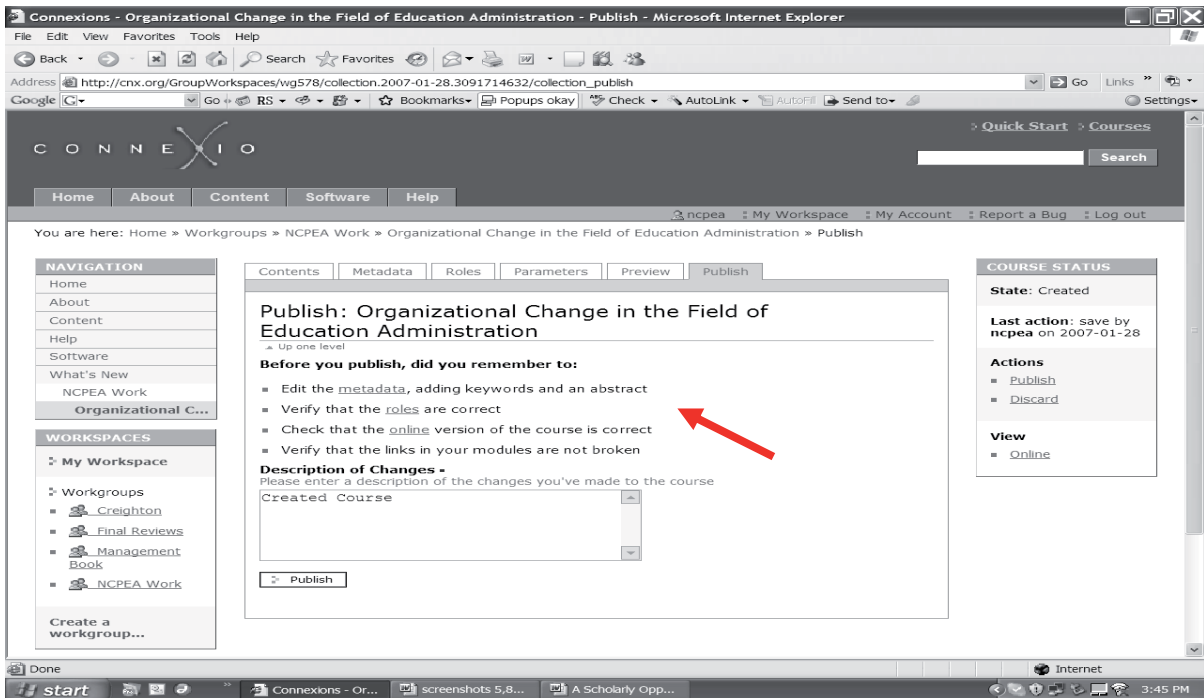 Connexions - Organizational Change in the Field of Education Administration - Publish - Microsoft Internet Explorer
File Edit View Favorites Tools Help
Back Search Favorites
Address http://cnx.org/GroupWorkspaces/wg578/collection.2007-01-28.3091714632/collection_publish Go Links »
Google G Go RS Bookmarks Popups okay Check AutoLink AutoFill Send to Settings
Quick Start Courses
CONNEXIO
Search
Home About Content Software Help
ncpea My Workspace My Account Report a Bug Log out
You are here: Home » Workgroups » NCPEA Work » Organizational Change in the Field of Education Administration » Publish
NAVIGATION
Home
About
Content
Help
Software
What's New
NCPEA Work
Organizational C...
WORKSPACES
My Workspace
Workgroups
Creighton
Final Reviews
Management
Book
NCPEA Work
Create a
workgroup...
Contents Metadata Roles Parameters Preview Publish
Publish: Organizational Change in the Field of
Education Administration
Up one level
Before you publish, did you remember to:
Edit the metadata, adding keywords and an abstract
Verify that the roles are correct
Check that the online version of the course is correct
Verify that the links in your modules are not broken
Description of Changes
Please enter a description of the changes you've made to the course
Created Course
Publish
COURSE STATUS
State: Created
Last action: save by
ncpea on 2007-01-28
Actions
Publish
Discard
View
Online
Done Internet
start » Connexions - Or... screenshots 5,8... A Scholarly Opp... 3:45 PM